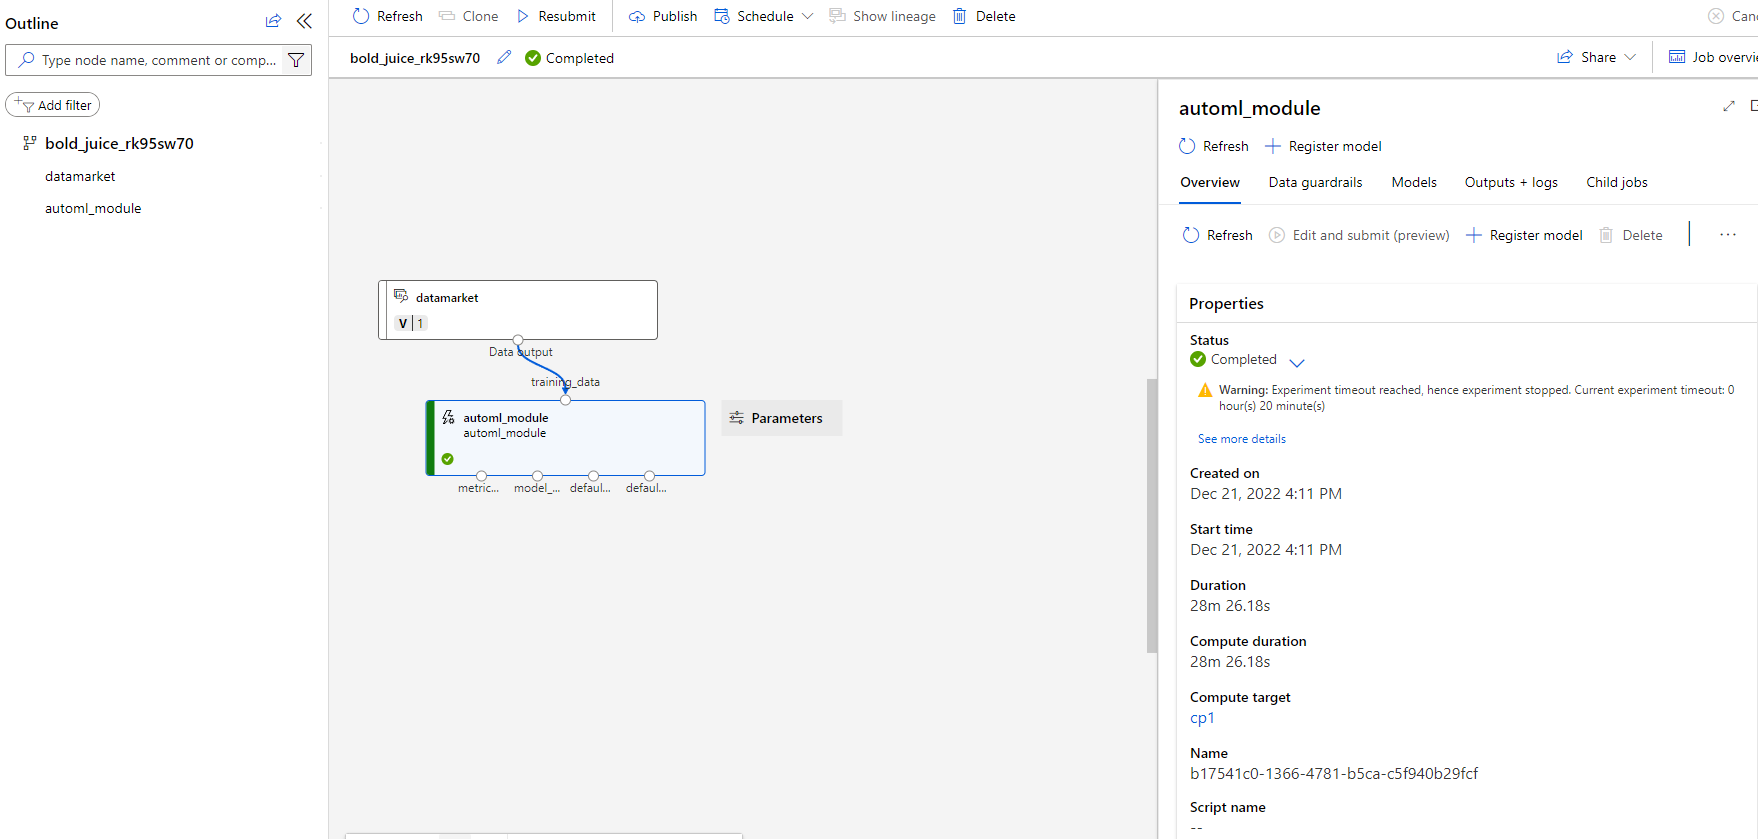 Outline
Type node name, comment or comp...
Add filter
bold_juice_rk95sw70
datamarket
automl_module
Refresh Clone Resubmit Publish Schedule Show lineage Delete
bold_juice_rk95sw70 Completed Share
datamarket
V 1
Data output
training_data
automl_module
automl_module
metric... model_... defaul... defaul...
Parameters
automl_module
Refresh Register model
Overview Data guardrails Models Outputs + logs Child jobs
Refresh Edit and submit (preview) Register model Delete ...
Properties
Status
Completed
Warning: Experiment timeout reached, hence experiment stopped. Current experiment timeout: 0
hour(s) 20 minute(s)
See more details
Created on
Dec 21, 2022 4:11 PM
Start time
Dec 21, 2022 4:11 PM
Duration
28m 26.18s
Compute duration
28m 26.18s
Compute target
cp1
Name
b17541c0-1366-4781-b5ca-c5f940b29fcf
Script name
--